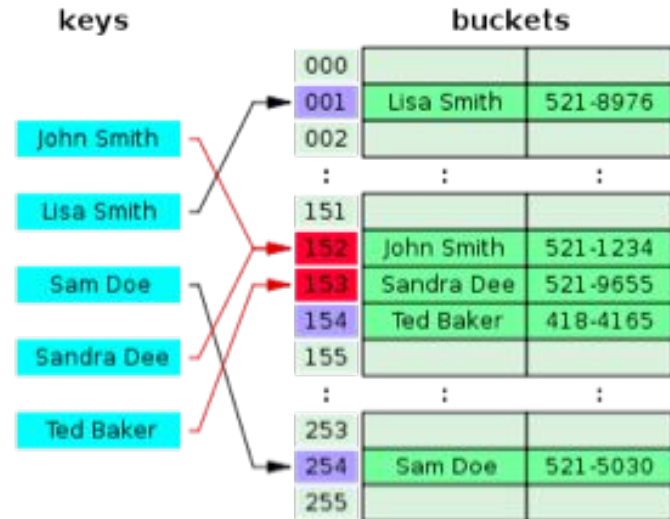 keys
buckets
John Smith
Lisa Smith
Sam Doe
Sandra Dee
Ted Baker
000
001 Lisa Smith 521-8976
002
: : :
151
152 John Smith 521-1234
153 Sandra Dee 521-9655
154 Ted Baker 418-4165
155
: : :
253
254 Sam Doe 521-5030
255